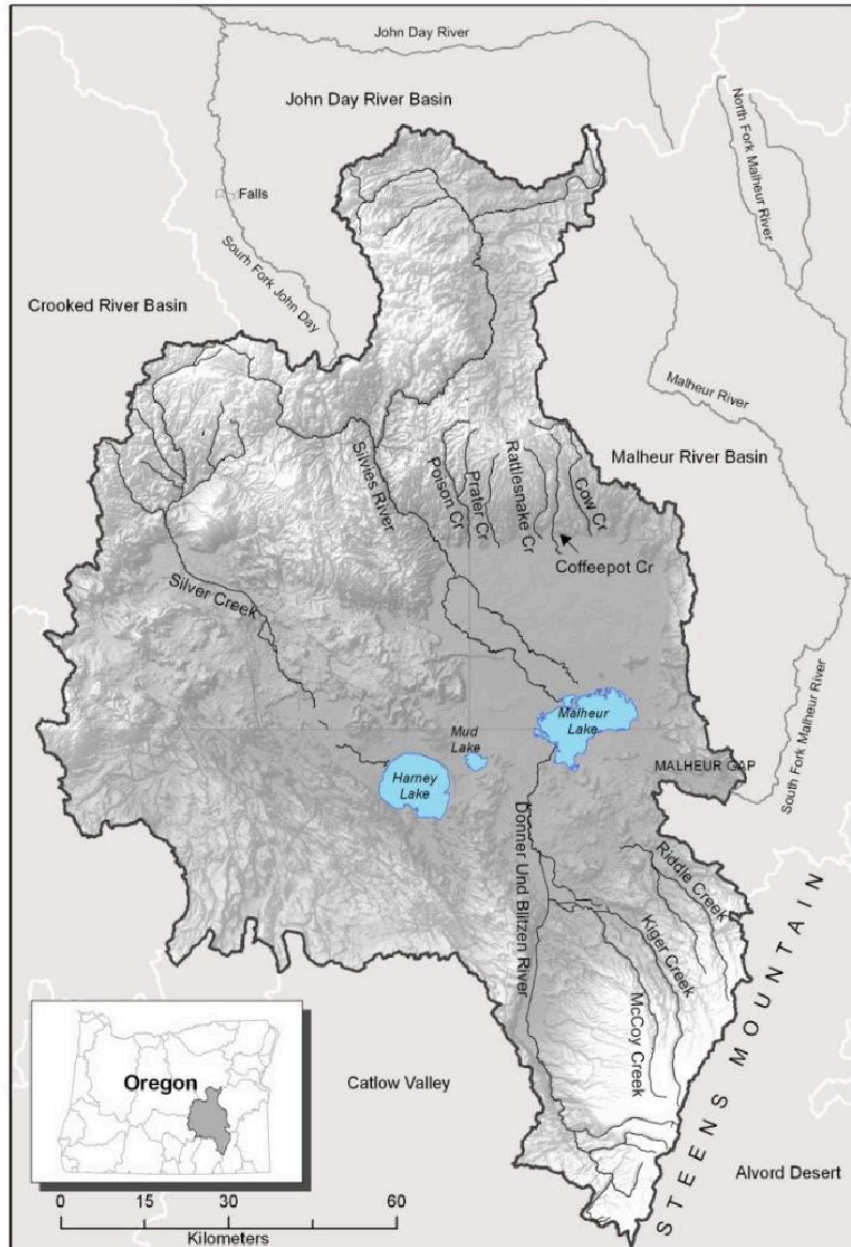 John Day River
John Day River Basin
North Fork Malheur River
Falls
South Fork John Day
Crooked River Basin
Malheur River
Malheur River Basin
Silvies River
Poison Cr
Prater Cr
Rattlesnake Cr
Cow Cr
Coffeepot Cr
Silver Creek
Malheur
Lake
Mud
Lake
Harney
Lake
MALHEUR GAP
South Fork Malheur River
Donner Und Blitzen River
Riddle Creek
Kiger Creek
McCoy Creek
STEENS MOUNTAIN
Oregon
Catlow Valley
Alvord Desert
0 15 30 60
Kilometers